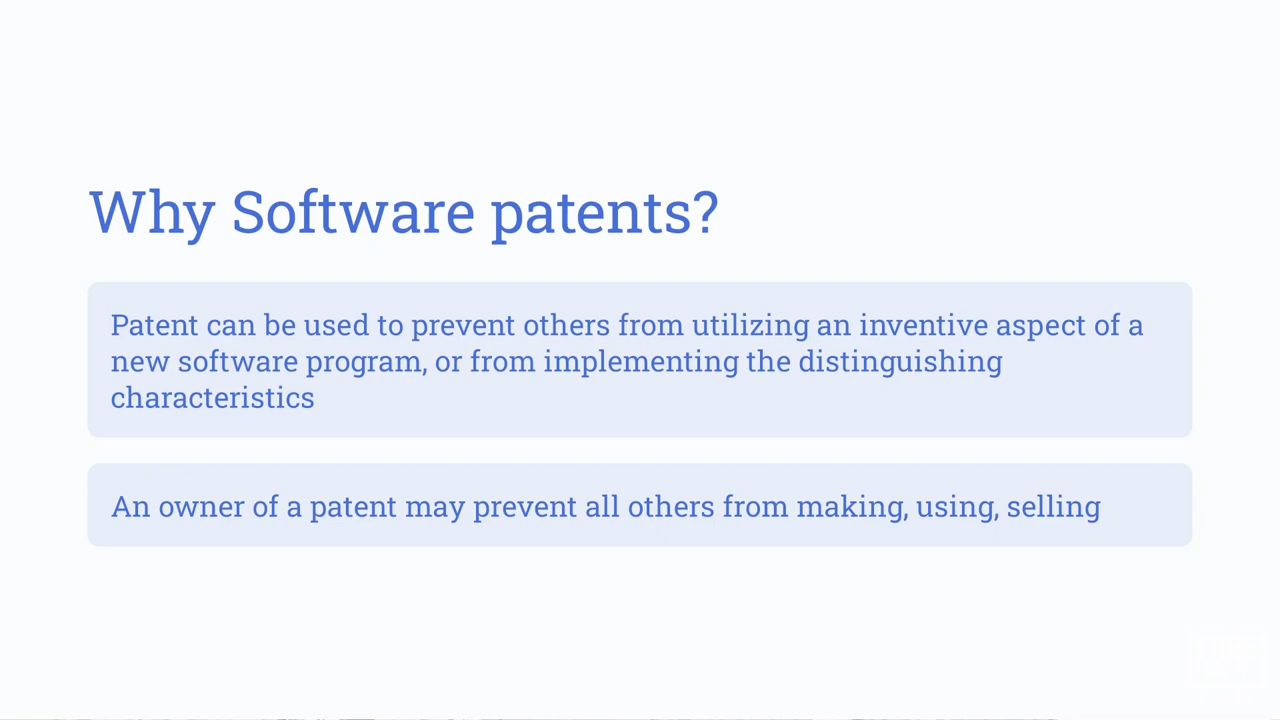 Why Software patents?
Patent can be used to prevent others from utilizing an inventive aspect of a
new software program, or from implementing the distinguishing
characteristics
An owner of a patent may prevent all others from making, using, selling